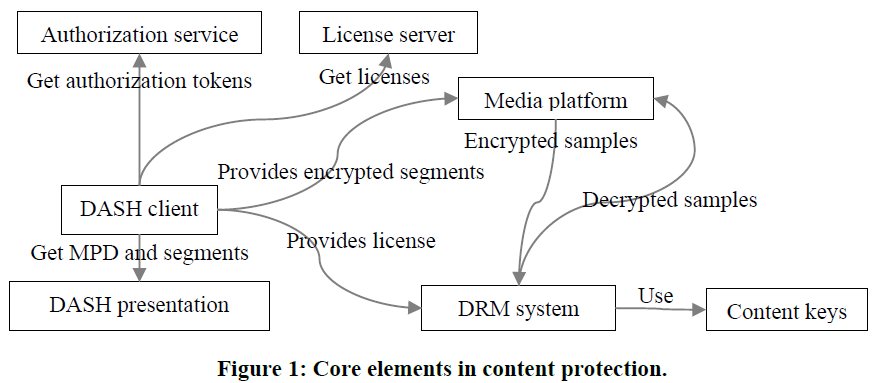 Authorization service
License server
Get authorization tokens
Get licenses
Media platform
Encrypted samples
Provides encrypted segments
DASH client
Decrypted samples
Provides license
Get MPD and segments
DASH presentation
DRM system
Use
Content keys
Figure 1: Core elements in content protection.